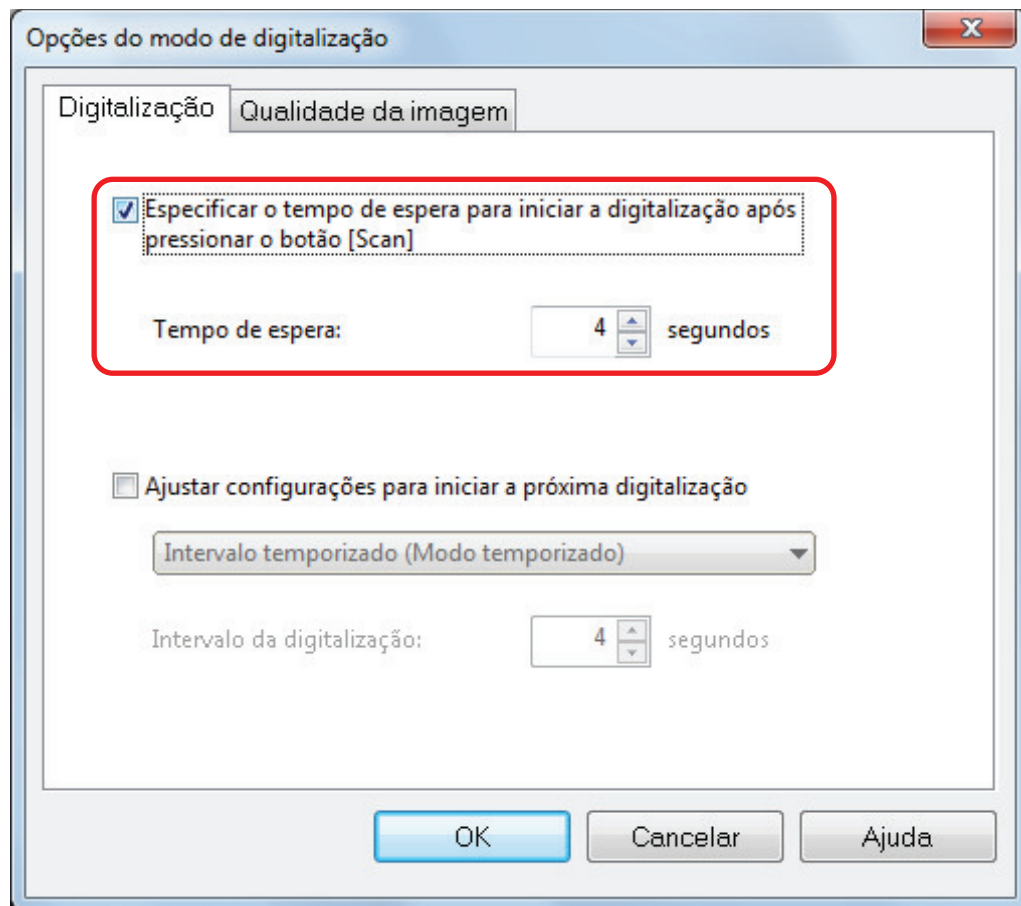 Opções do modo de digitalização
Digitalização
Qualidade da imagem
Especificar o tempo de espera para iniciar a digitalização após
pressionar o botão [Scan]
Tempo de espera: 4 segundos
Ajustar configurações para iniciar a próxima digitalização
Intervalo temporizado (Modo temporizado)
Intervalo da digitalização: 4 segundos
OK Cancelar Ajuda